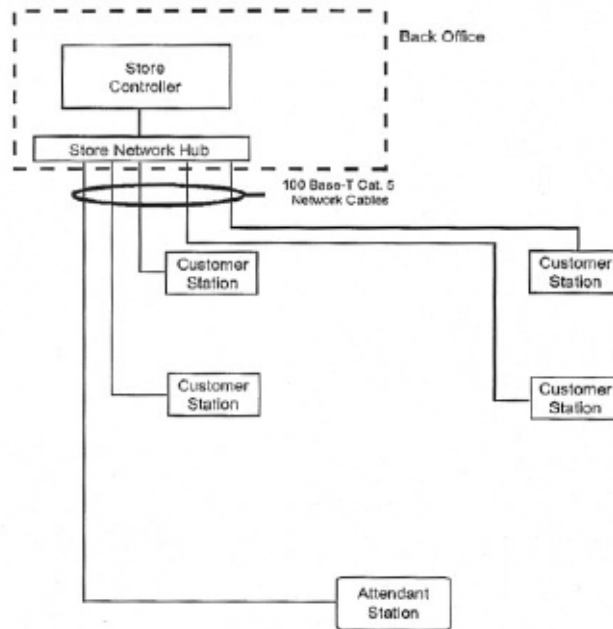 Back Office
Store
Controller
Store Network Hub
100 Base-T Cat. 5
Network Cables
Customer
Station
Customer
Station
Customer
Station
Customer
Station
Attendant
Station